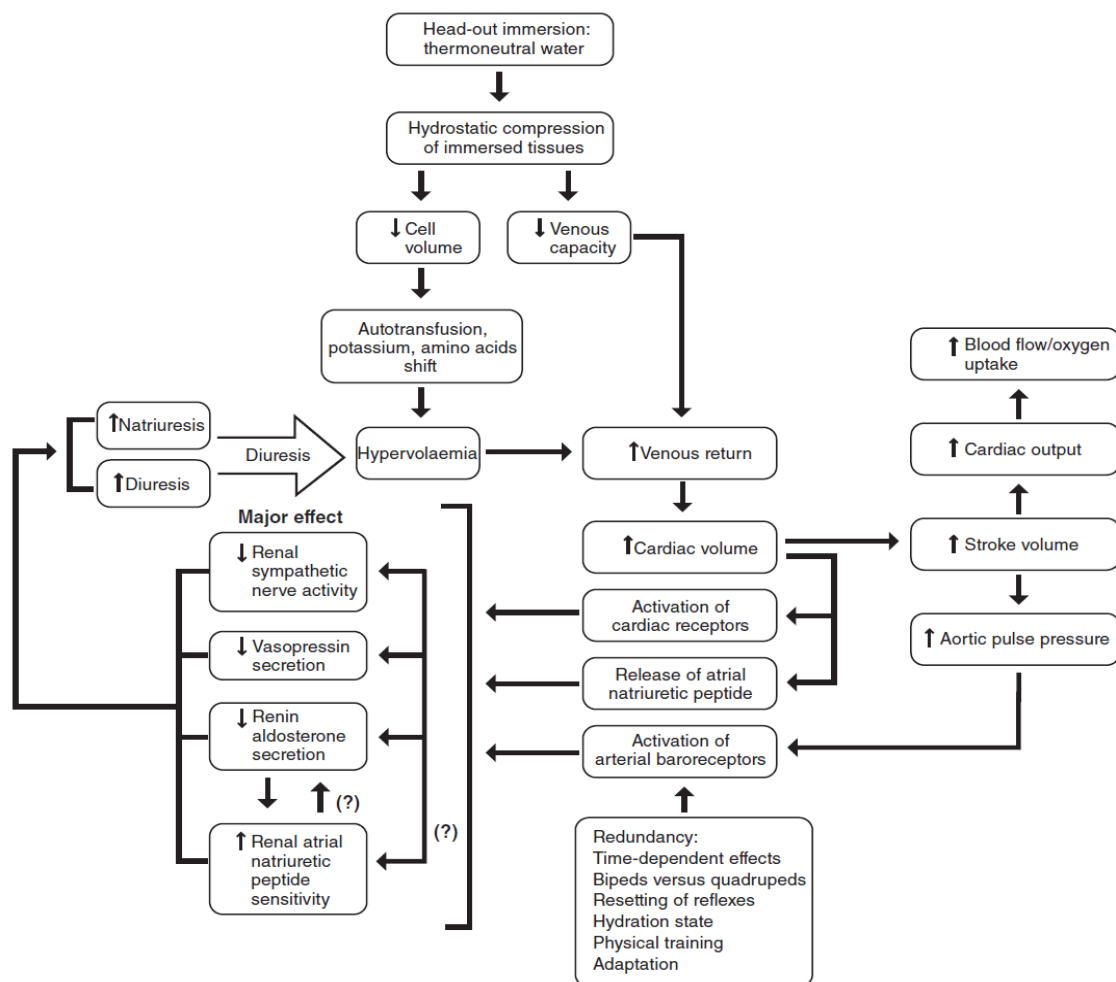 Head-out immersion:
thermoneutral water
Hydrostatic compression
of immersed tissues
↓ Cell
volume
↓ Venous
capacity
Autotransfusion,
potassium, amino acids
shift
↑ Blood flow/oxygen
uptake
↑Natriuresis
Diuresis
Hypervolaemia
↑Venous return
↑Cardiac output
↑Diuresis
Major effect
↓ Renal
sympathetic
nerve activity
↑Cardiac volume
↑ Stroke volume
Activation of
cardiac receptors
↑ Aortic pulse pressure
↓ Vasopressin
secretion
Release of atrial
natriuretic peptide
↓ Renin
aldosterone
secretion
Activation of
arterial baroreceptors
(?)
(?)
↑ Renal atrial
natriuretic
peptide
sensitivity
Redundancy:
Time-dependent effects
Bipeds versus quadrupeds
Resetting of reflexes
Hydration state
Physical training
Adaptation